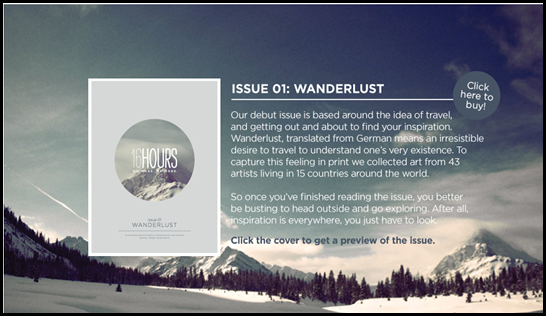 ISSUE 01: WANDERLUST
Click
here to
buy!
Our debut issue is based around the idea of travel,
and getting out and about to find your inspiration.
Wanderlust, translated from German means an irresistible
desire to travel to understand one's very existence. To
capture this feeling in print we collected art from 43
artists living in 15 countries around the world.
So once you've finished reading the issue, you better
be busting to head outside and go exploring. After all,
inspiration is everywhere, you just have to look.
Click the cover to get a preview of the issue.
HOURS
WANDERLUST